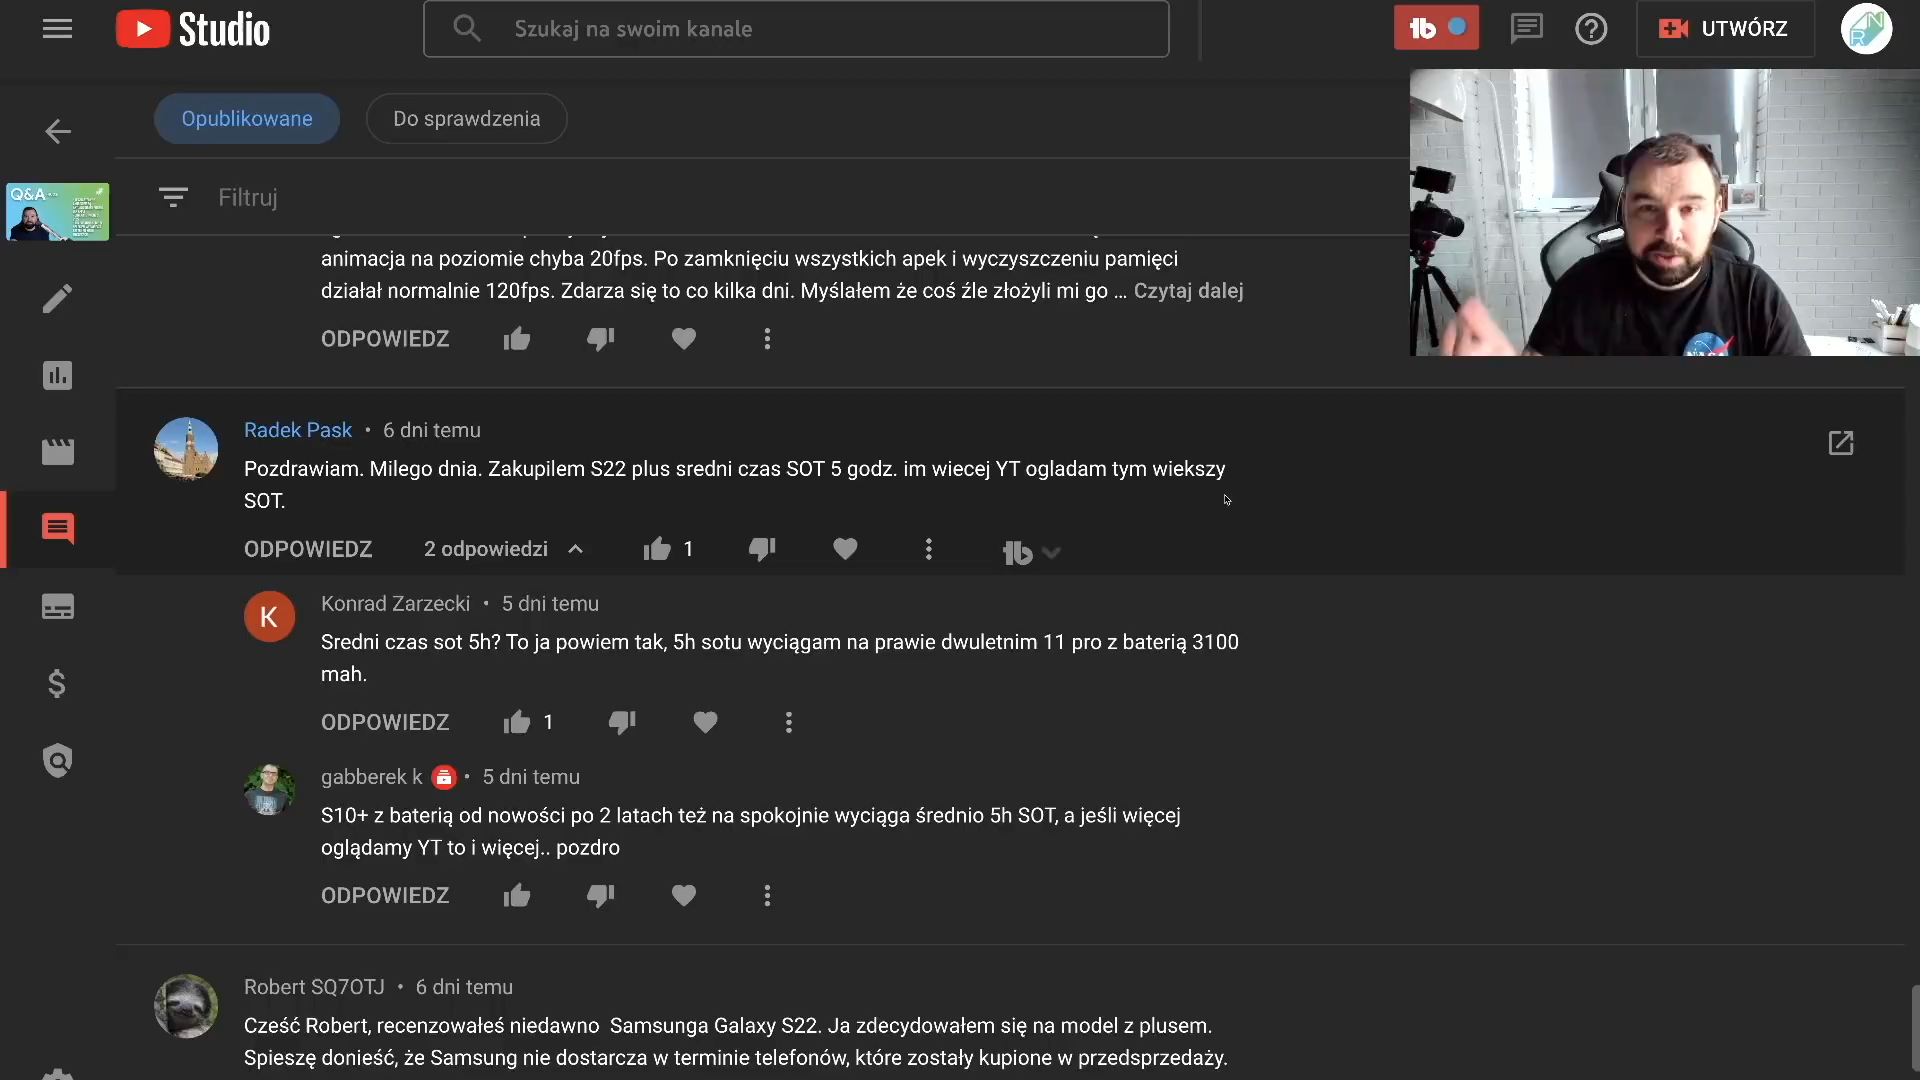 Studio
Szukaj na swoim kanale
UTWÓRZ
Opublikowane
Do sprawdzenia
Q&A
Filtruj
animacja na poziomie chyba 20fps. Po zamknięciu wszystkich apek i wyczyszczeniu pamięci
działał normalnie 120fps. Zdarza się to co kilka dni. Myślałem że coś źle złożyli mi go ... Czytaj dalej
ODPOWIEDZ
Radek Pask • 6 dni temu
Pozdrawiam. Milego dnia. Zakupilem S22 plus sredni czas SOT 5 godz. im wiecej YT ogladam tym wiekszy
SOT.
ODPOWIEDZ 2 odpowiedzi 1
K
Konrad Zarzecki • 5 dni temu
Sredni czas sot 5h? To ja powiem tak, 5h sotu wyciągam na prawie dwuletnim 11 pro z baterią 3100
mah.
ODPOWIEDZ 1
gabberek k • 5 dni temu
S10+ z baterią od nowości po 2 latach też na spokojnie wyciąga średnio 5h SOT, a jeśli więcej
oglądamy YT to i więcej.. pozdro
ODPOWIEDZ
Robert SQ7OTJ • 6 dni temu
Cześć Robert, recenzowałeś niedawno Samsunga Galaxy S22. Ja zdecydowałem się na model z plusem.
Spieszę donieść, że Samsung nie dostarcza w terminie telefonów, które zostały kupione w przedsprzedaży.